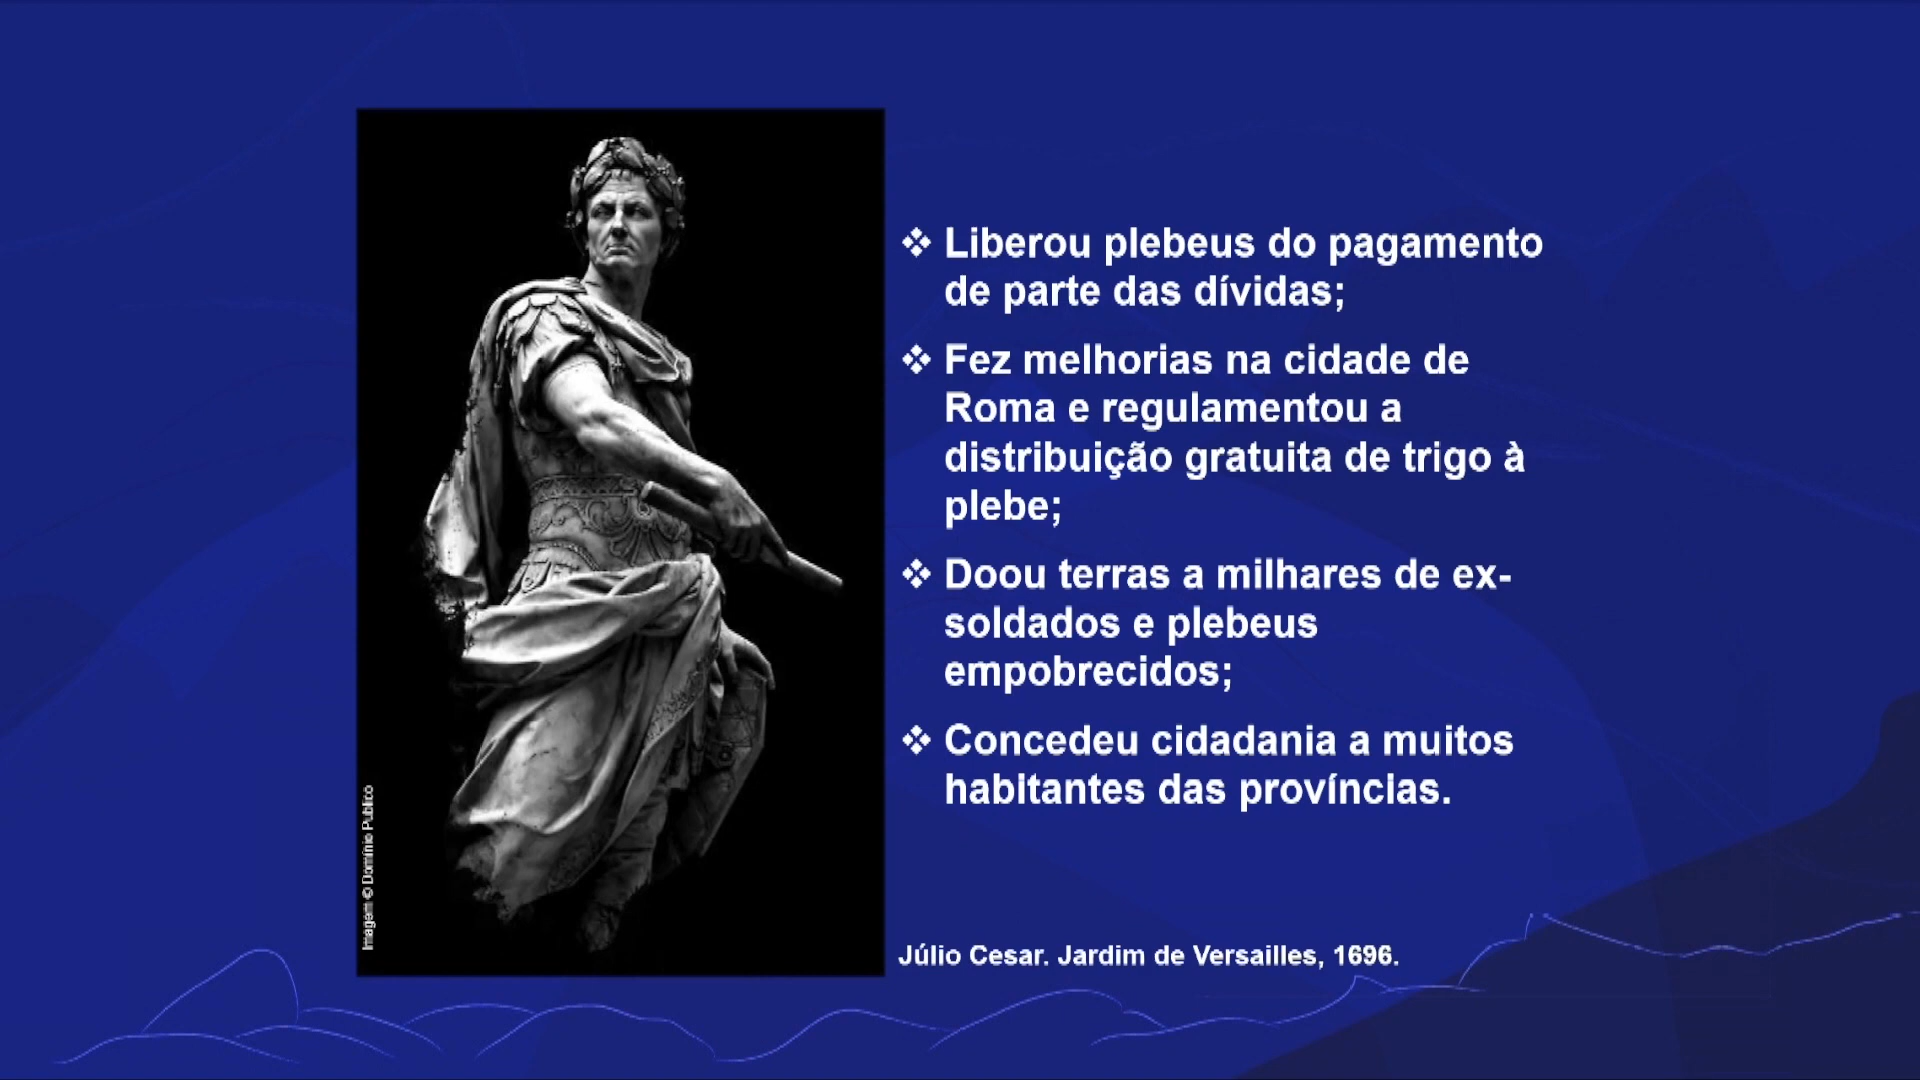 ❖ Liberou plebeus do pagamento
de parte das dívidas;
❖ Fez melhorias na cidade de
Roma e regulamentou a
distribuição gratuita de trigo à
plebe;
❖ Doou terras a milhares de ex-
soldados e plebeus
empobrecidos;
❖ Concedeu cidadania a muitos
habitantes das províncias.
Imagem © Domínio Público
Júlio Cesar. Jardim de Versailles, 1696.